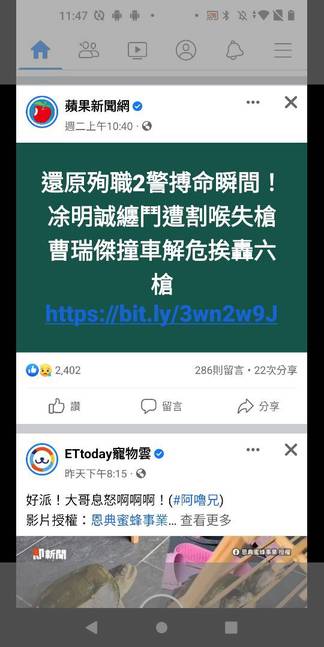 11:47
蘋果新聞網
週二上午10:40 ·
還原殉職2警搏命瞬間！
凃明誠纏鬥遭割喉失槍
曹瑞傑撞車解危挨轟六
槍
https://bit.ly/3wn2w9J
2,402
286則留言 · 22次分享
讚
留言
分享
ETtoday寵物雲
昨天下午8:15 ·
好派！大哥息怒啊啊啊！(#阿嚕兄)
影片授權：恩典蜜蜂事業… 查看更多
新聞
恩典蜜蜂事業 授權